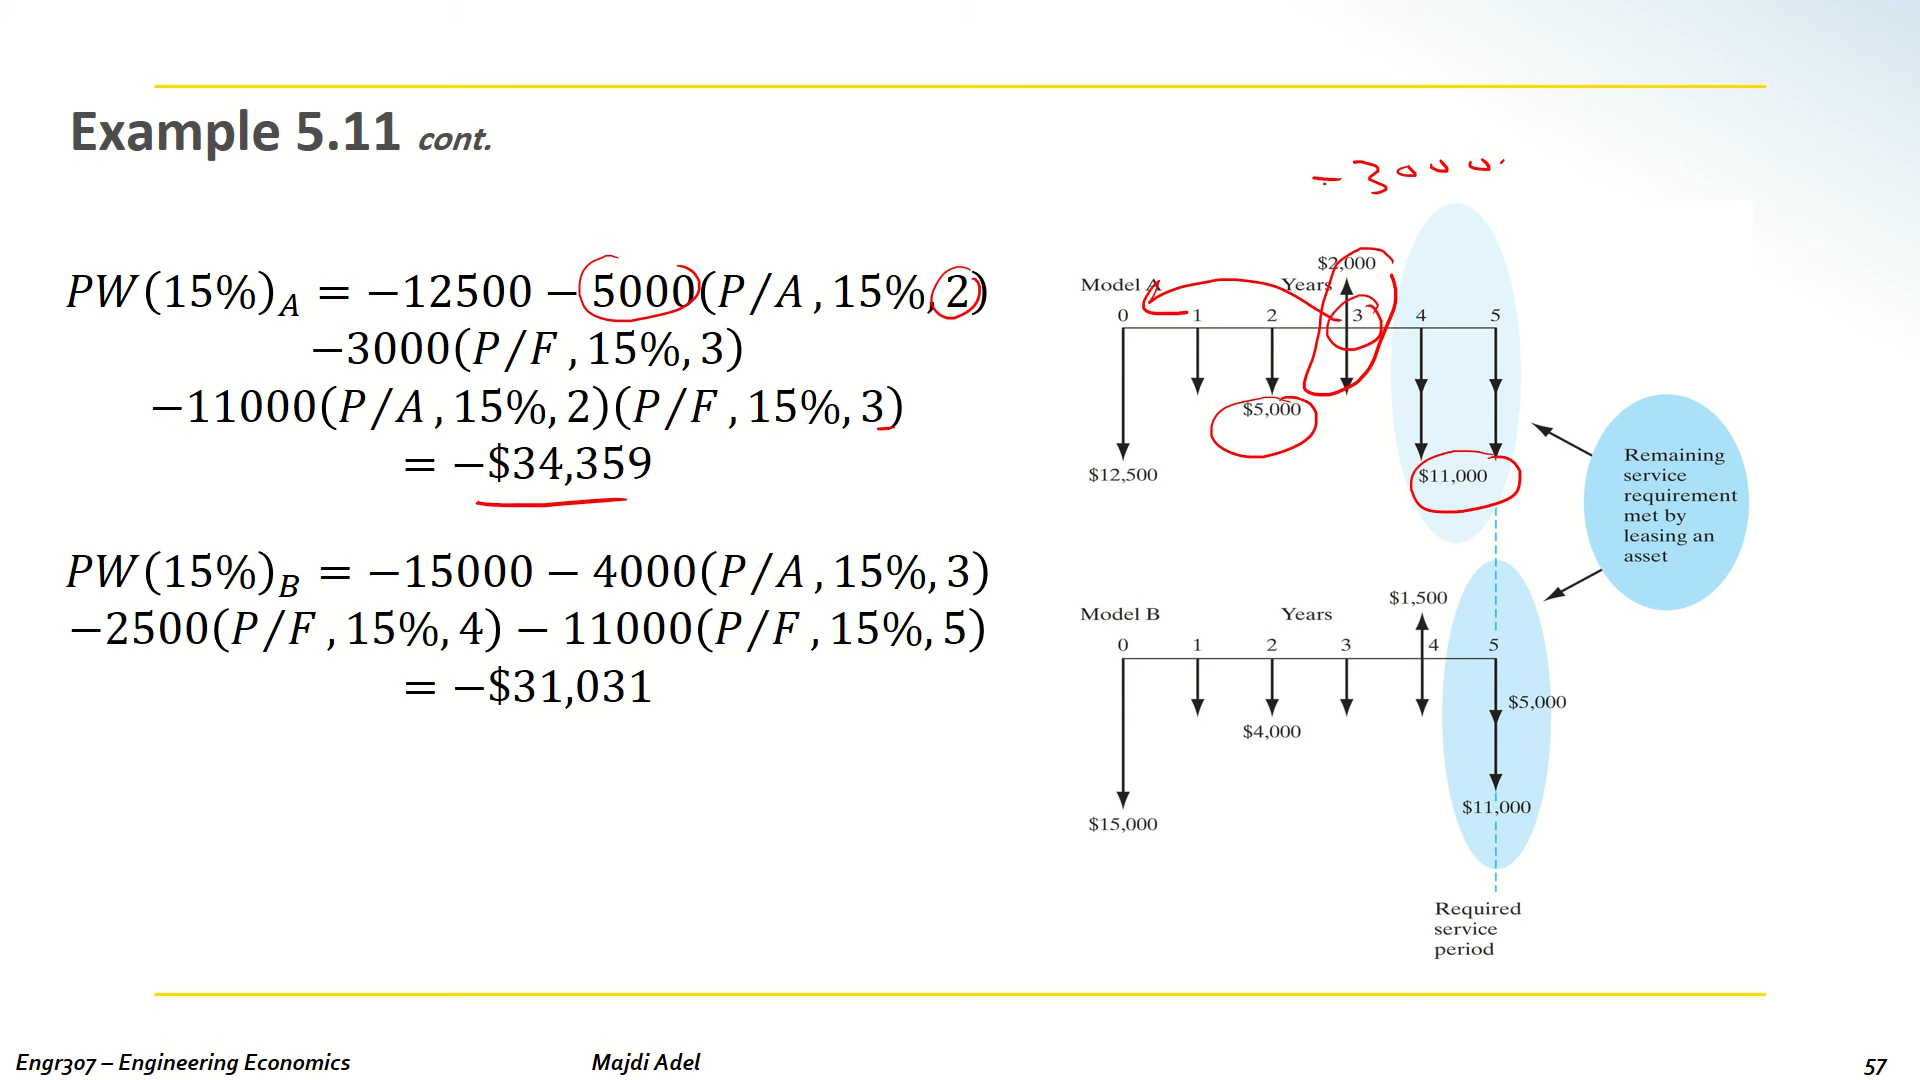 Example 5.11 cont.
PW(15%)_A = −12500 − 5000(P/A, 15%, 2)
−3000(P/F, 15%, 3)
−11000(P/A, 15%, 2)(P/F, 15%, 3)
= −$34,359
PW(15%)_B = −15000 − 4000(P/A, 15%, 3)
−2500(P/F, 15%, 4) − 11000(P/F, 15%, 5)
= −$31,031
-3000
$2,000
Model A Years
0 1 2 3 4 5
$5,000
$12,500 $11,000
Remaining
service
requirement
met by
leasing an
asset
$1,500
Model B Years
0 1 2 3 4 5
$5,000
$4,000
$11,000
$15,000
Required
service
period
Engr307 – Engineering Economics Majdi Adel 57